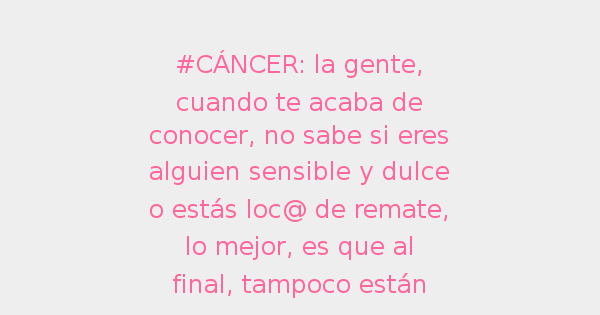 #CÁNCER: la gente,
cuando te acaba de
conocer, no sabe si eres
alguien sensible y dulce
o estás loc@ de remate,
lo mejor, es que al
final, tampoco están